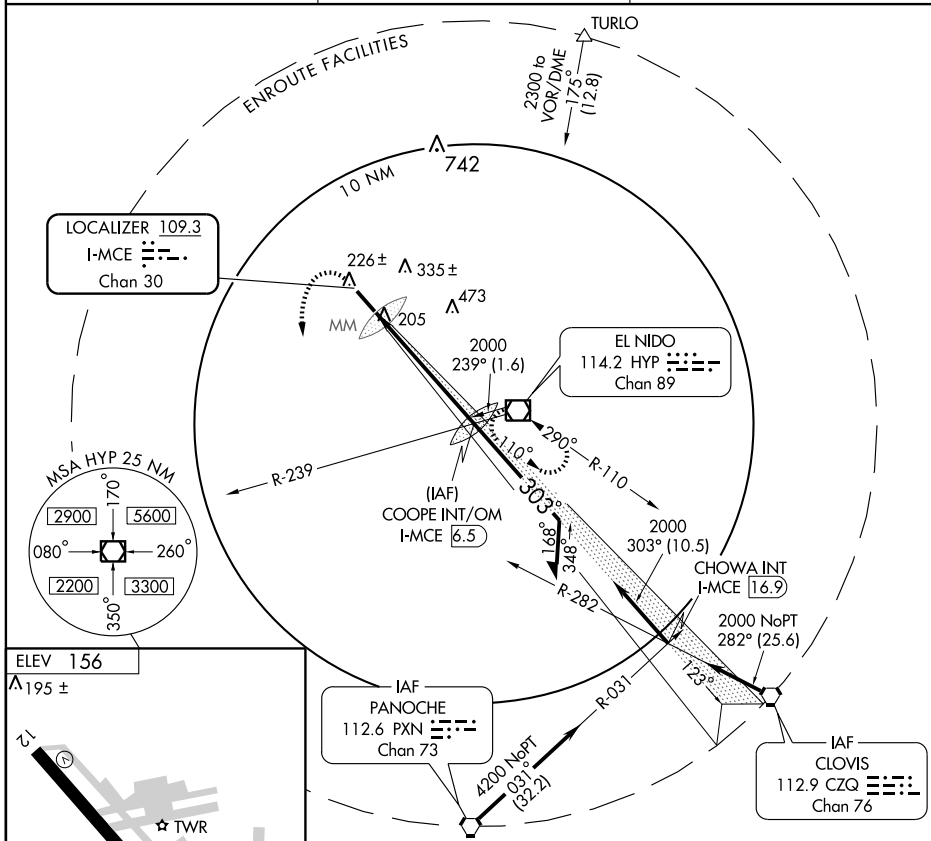 TURLO
ENROUTE FACILITIES
2300 to
VOR/DME
175°
(12.8)
742
10 NM
LOCALIZER 109.3
I-MCE
Chan 30
226 ±
335 ±
473
MM
205
2000
239° (1.6)
EL NIDO
114.2 HYP
Chan 89
110°
290°
R-110
R-239
(IAF)
COOPE INT/OM
I-MCE 6.5
303°
168°
348°
2000
303° (10.5)
CHOWA INT
I-MCE 16.9
R-282
2000 NoPT
282° (25.6)
123°
R-031
MSA HYP 25 NM
170°
2900
5600
080°
260°
2200
3300
350°
ELEV 156
195 ±
12
V
TWR
IAF
PANOCHE
112.6 PXN
Chan 73
4200 NoPT
031°
(32.2)
IAF
CLOVIS
112.9 CZQ
Chan 76